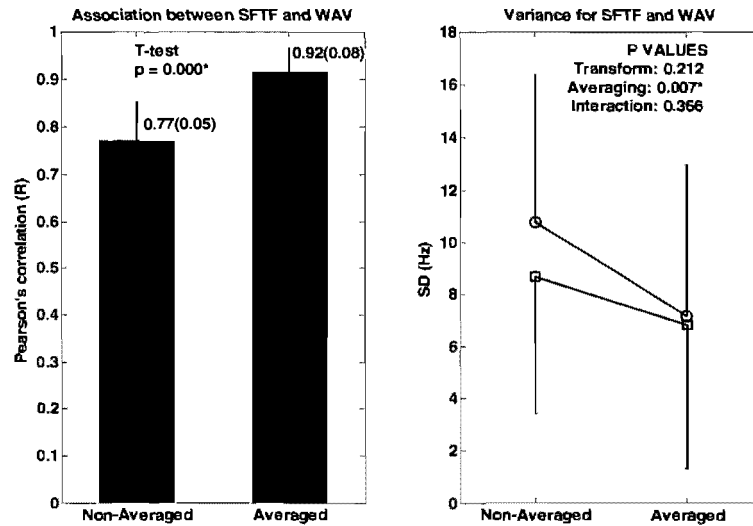 Association between SFTF and WAV
T-test
p = 0.000*
0.77(0.05)
0.92(0.08)
Pearson's correlation (R)
1
0.9
0.8
0.7
0.6
0.5
0.4
0.3
0.2
0.1
0
Non-Averaged
Averaged
Variance for SFTF and WAV
P VALUES
Transform: 0.212
Averaging: 0.007*
Interaction: 0.366
SD (Hz)
18
16
14
12
10
8
6
4
2
0
Non-Averaged
Averaged